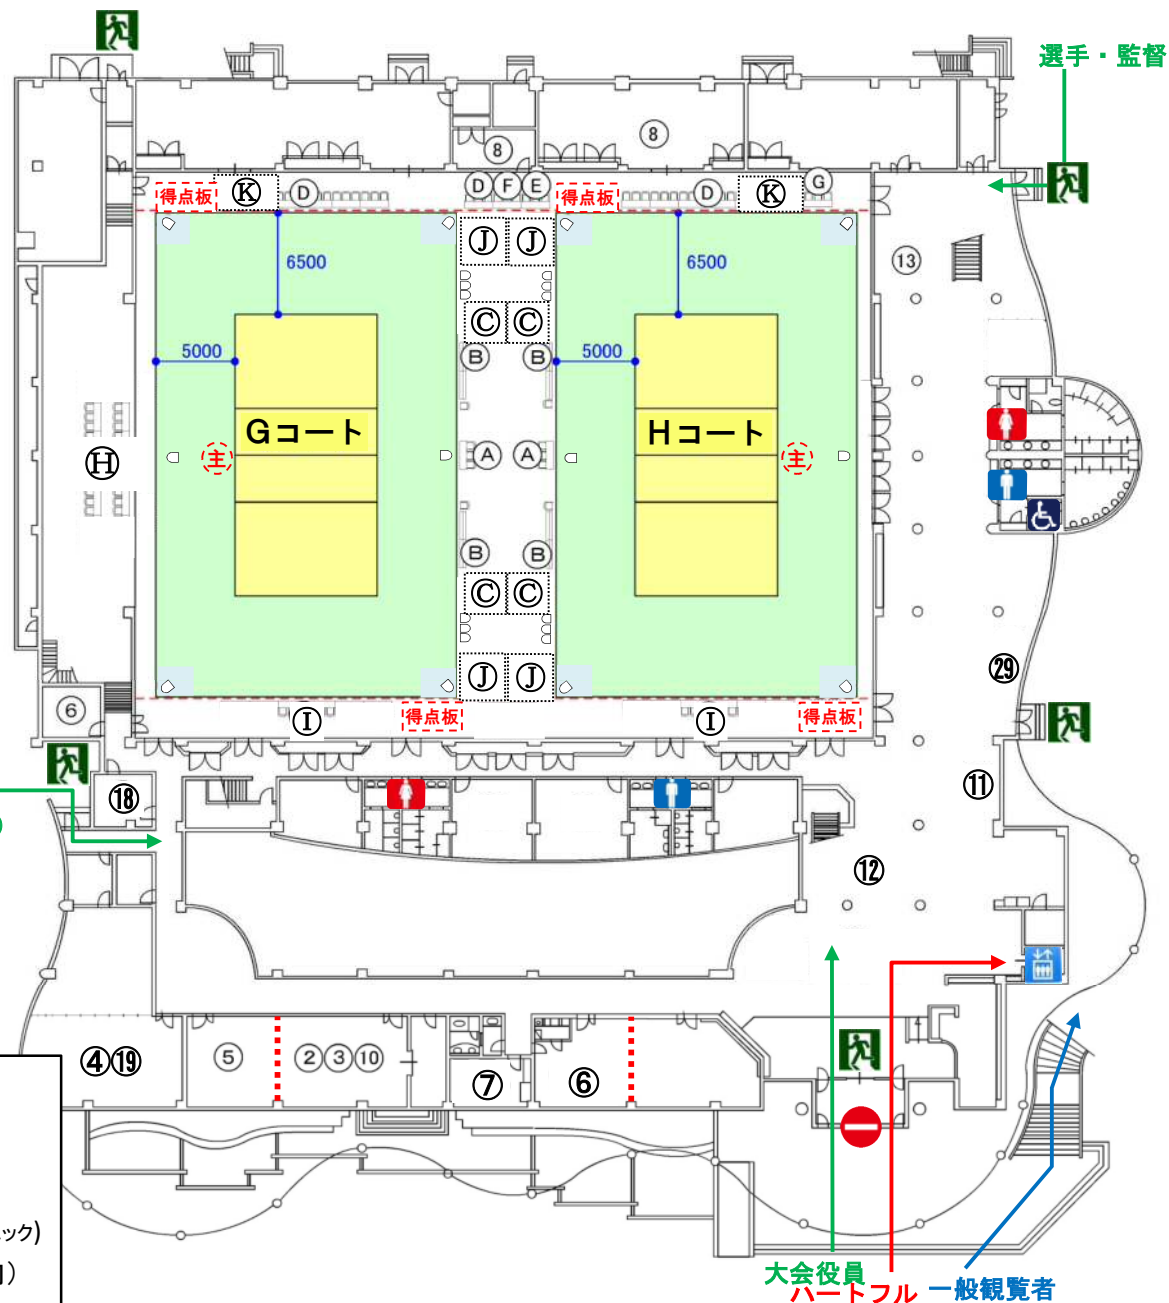 選手・監督
8
8
得点板
Ⓚ
Ⓓ
Ⓓ Ⓕ Ⓔ
得点板
Ⓓ
Ⓚ
Ⓖ
Ⓙ Ⓙ
6500
6500
⑬
Ⓒ Ⓒ
5000
Ⓑ Ⓑ
5000
Gコート
Hコート
Ⓗ
主
Ⓐ Ⓐ
主
Ⓑ Ⓑ
Ⓒ Ⓒ
Ⓙ Ⓙ
㉙
⑥
Ⓘ
得点板
Ⓘ
得点板
⑱
⑪
)
⑫
④⑲
⑤
②③⑩
⑦
⑥
4
ック)
)
大会役員
ハートフル
一般観覧者